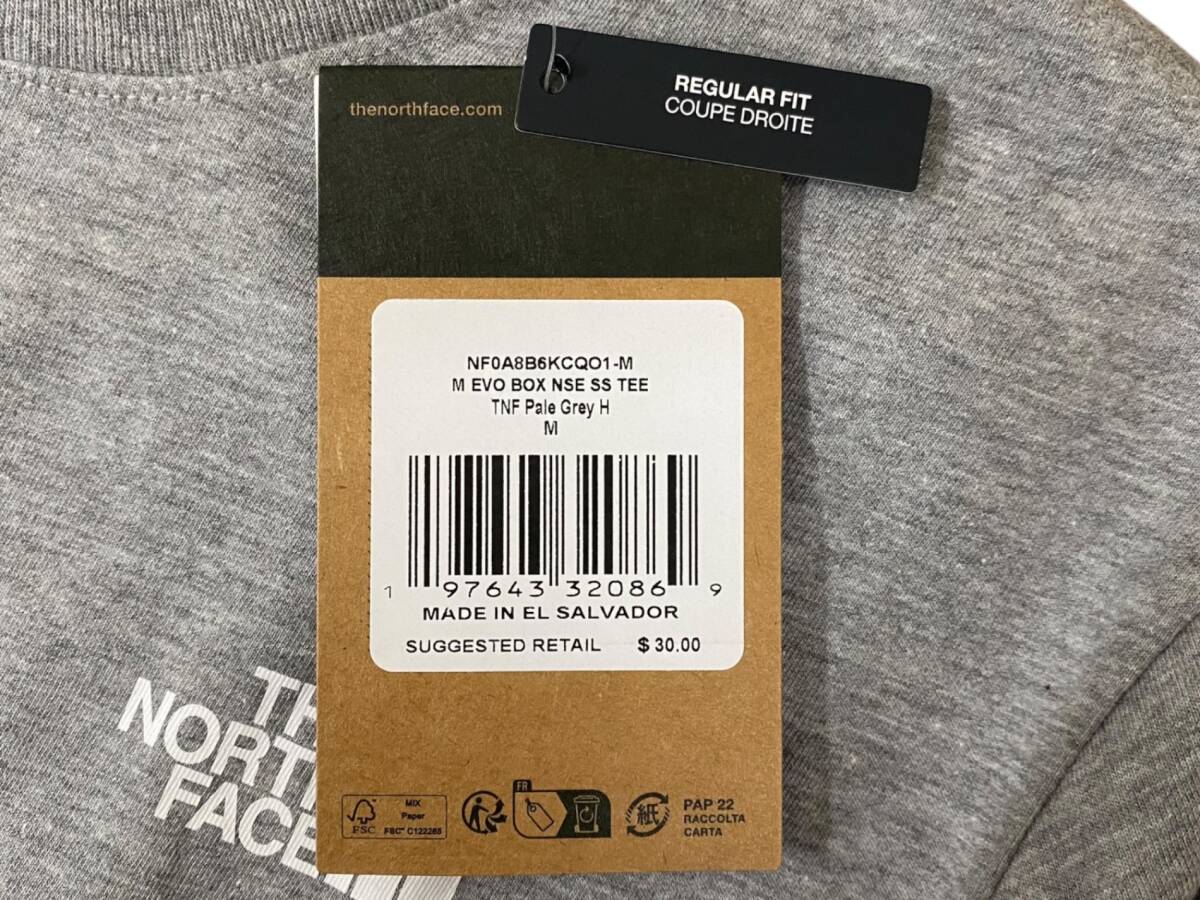 thenorthface.com
REGULAR FIT
COUPE DROITE
NF0A8B6KCQO1-M
M EVO BOX NSE SS TEE
TNF Pale Grey H
M
1 97643 32086 9
MADE IN EL SALVADOR
SUGGESTED RETAIL $ 30.00
TH
NORTH
FACE
FSC
MIX
Paper
FSC® C122265
FR
紙
PAP 22
RACCOLTA
CARTA